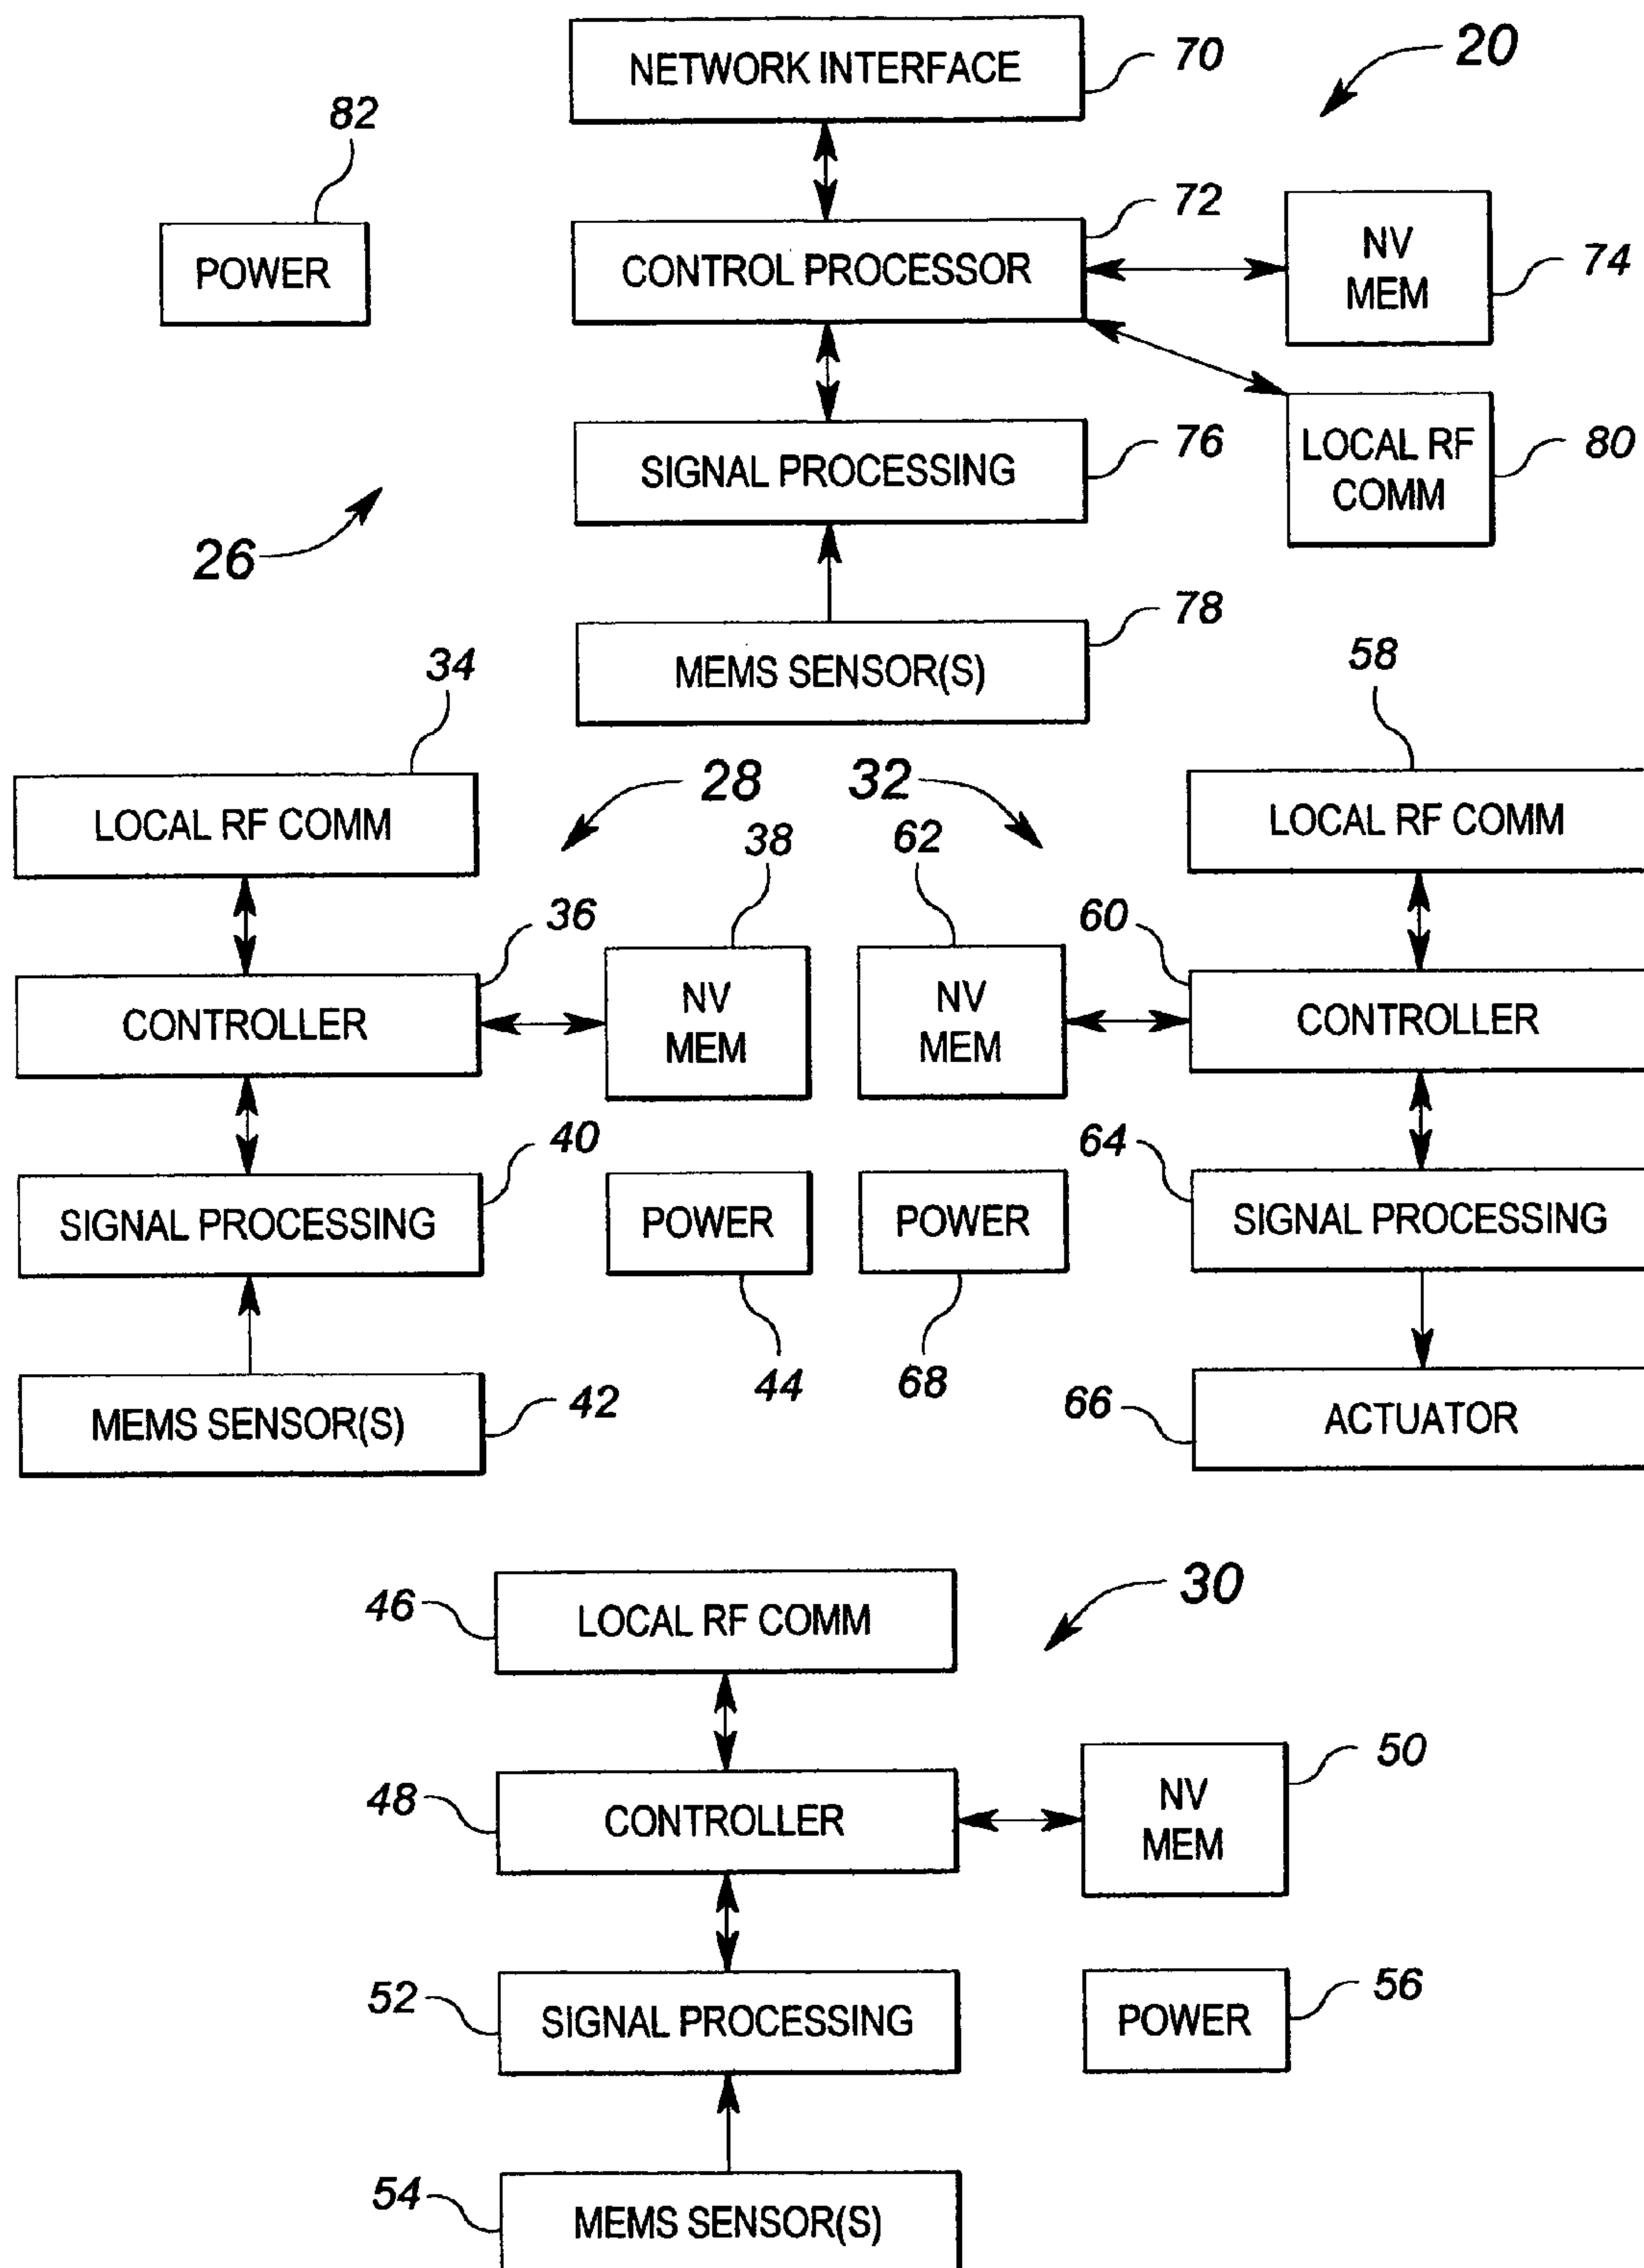 NETWORK INTERFACE
70
20
82
POWER
CONTROL PROCESSOR
72
NV
MEM
74
SIGNAL PROCESSING
76
LOCAL RF
COMM
80
26
MEMS SENSOR(S)
78
34
LOCAL RF COMM
28
36
CONTROLLER
38
NV
MEM
40
SIGNAL PROCESSING
POWER
44
MEMS SENSOR(S)
42
32
58
LOCAL RF COMM
62
NV
MEM
60
CONTROLLER
64
SIGNAL PROCESSING
POWER
68
66
ACTUATOR
30
46
LOCAL RF COMM
48
CONTROLLER
NV
MEM
50
52
SIGNAL PROCESSING
POWER
56
54
MEMS SENSOR(S)